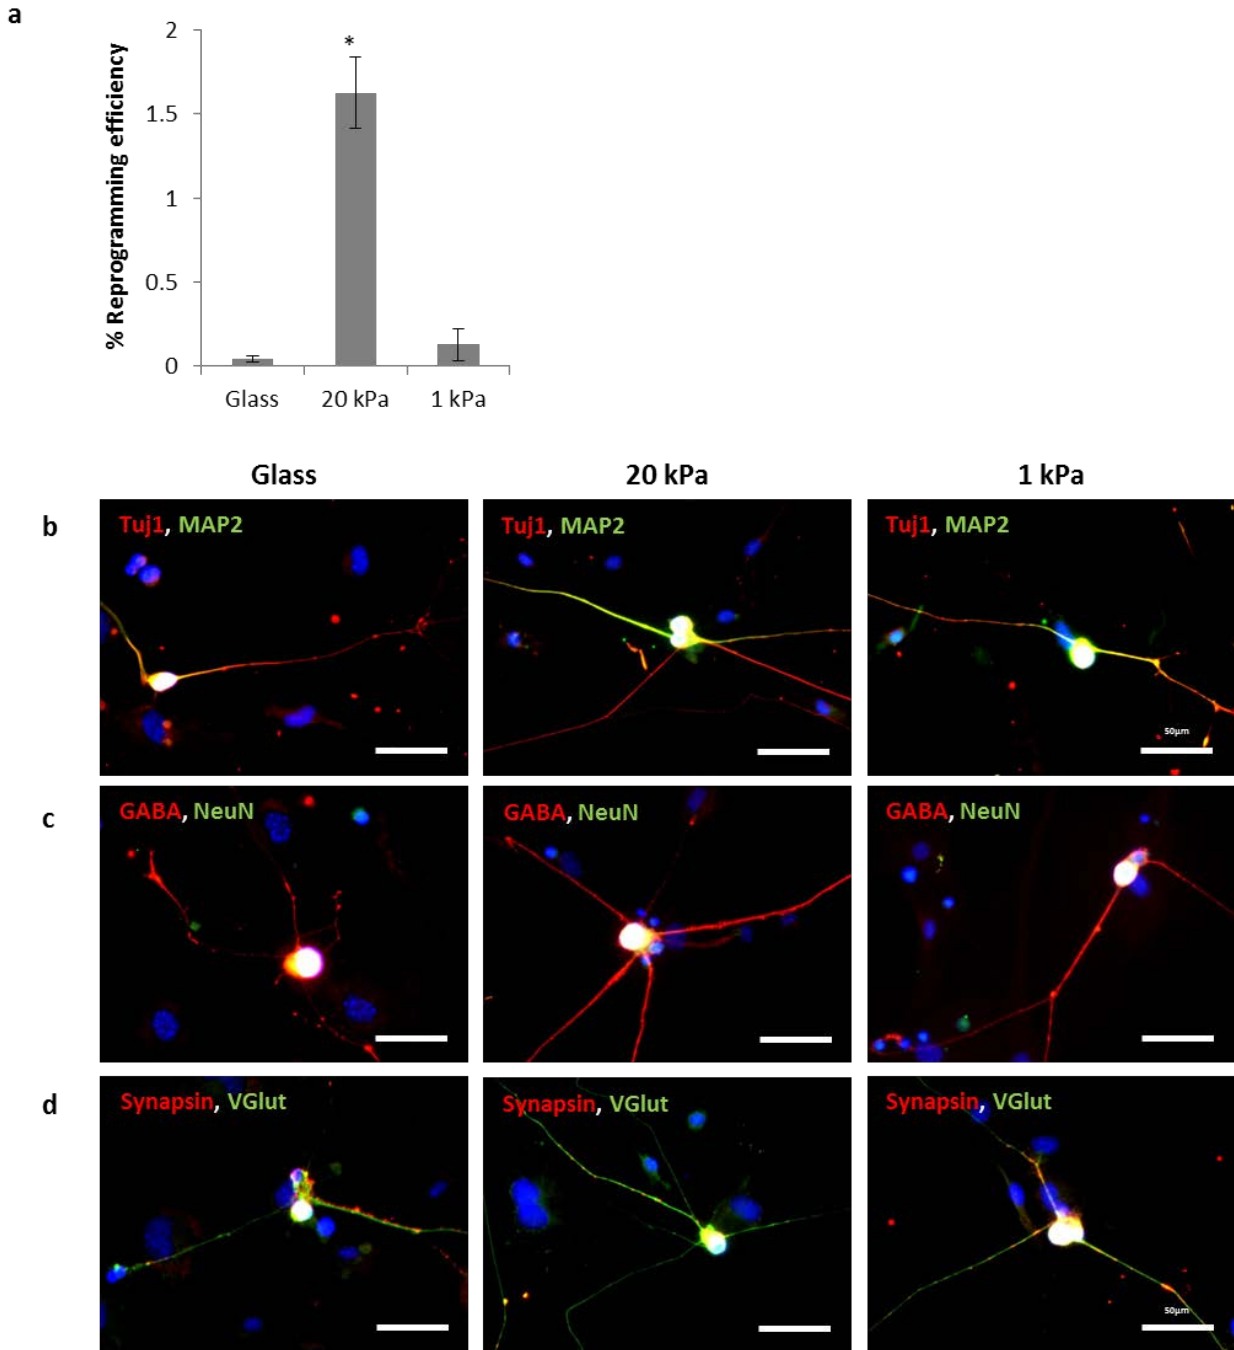 a
2
*
1.5
1
0.5
0
% Reprogramming efficiency
Glass 20 kPa 1 kPa
Glass 20 kPa 1 kPa
b
Tuj1, MAP2
Tuj1, MAP2
Tuj1, MAP2
50µm
c
GABA, NeuN
GABA, NeuN
GABA, NeuN
d
Synapsin, VGlut
Synapsin, VGlut
Synapsin, VGlut
50µm